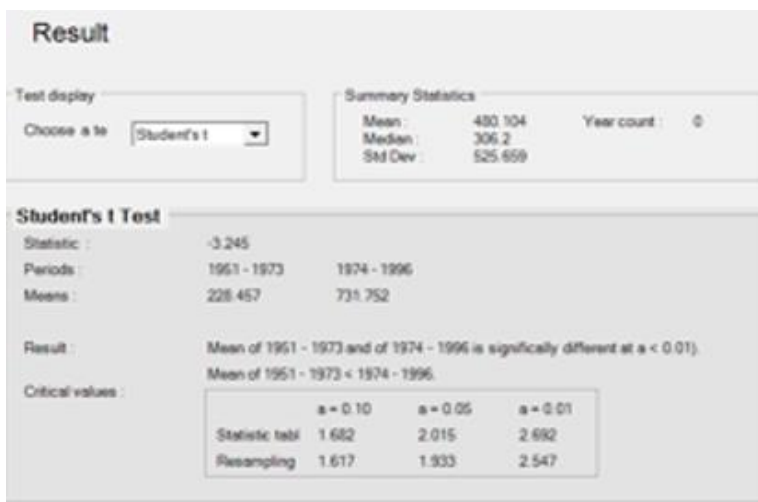 Result
Test display
Choose a te Student's t
Summary Statistics
Mean : 480.104 Year count : 0
Median : 306.2
Std Dev : 525.659
Student's t Test
Statistic : -3.245
Periods : 1951 - 1973 1974 - 1996
Means : 228.457 731.752
Result : Mean of 1951 - 1973 and of 1974 - 1996 is significally different at a < 0.01).
Mean of 1951 - 1973 < 1974 - 1996.
Critical values :
a = 0.10 a = 0.05 a = 0.01
Statistic tabl 1.682 2.015 2.692
Resampling 1.617 1.933 2.547